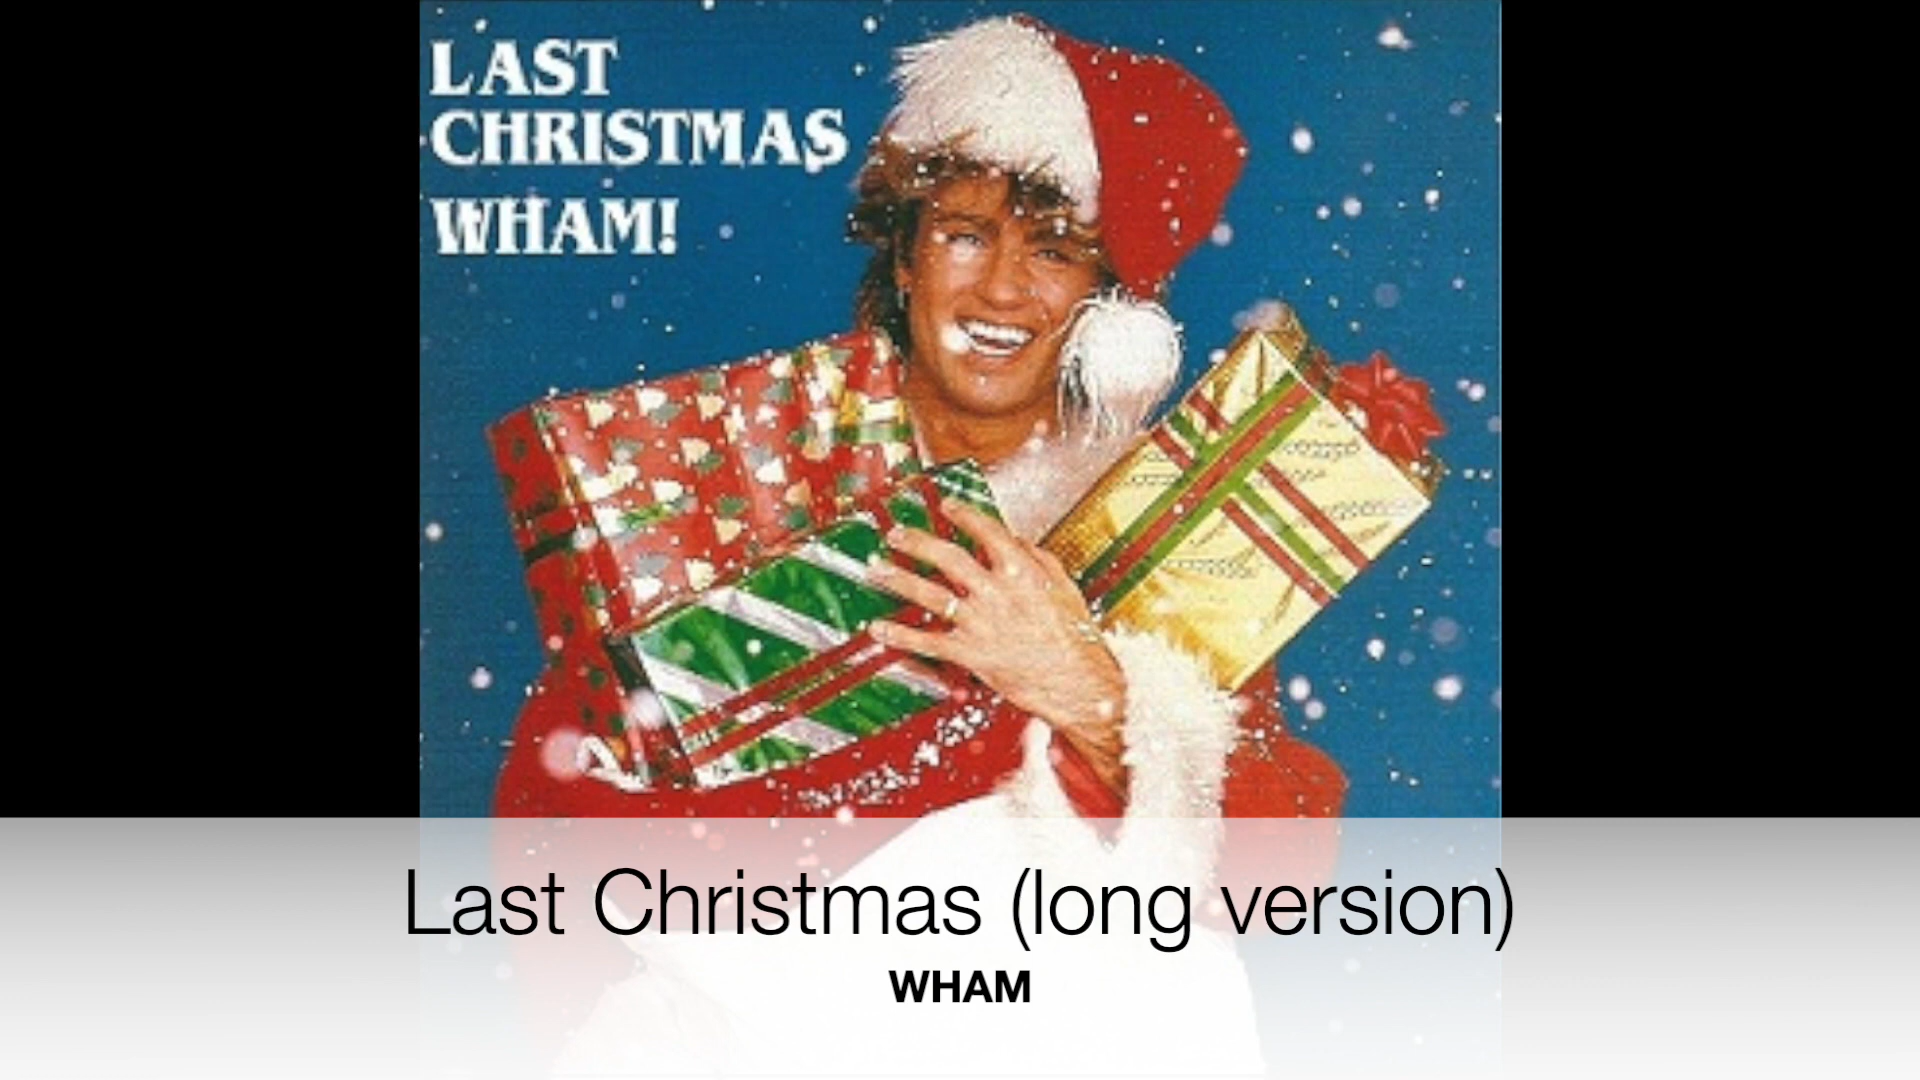 LAST
CHRISTMAS
WHAM!
Last Christmas (long version)
WHAM